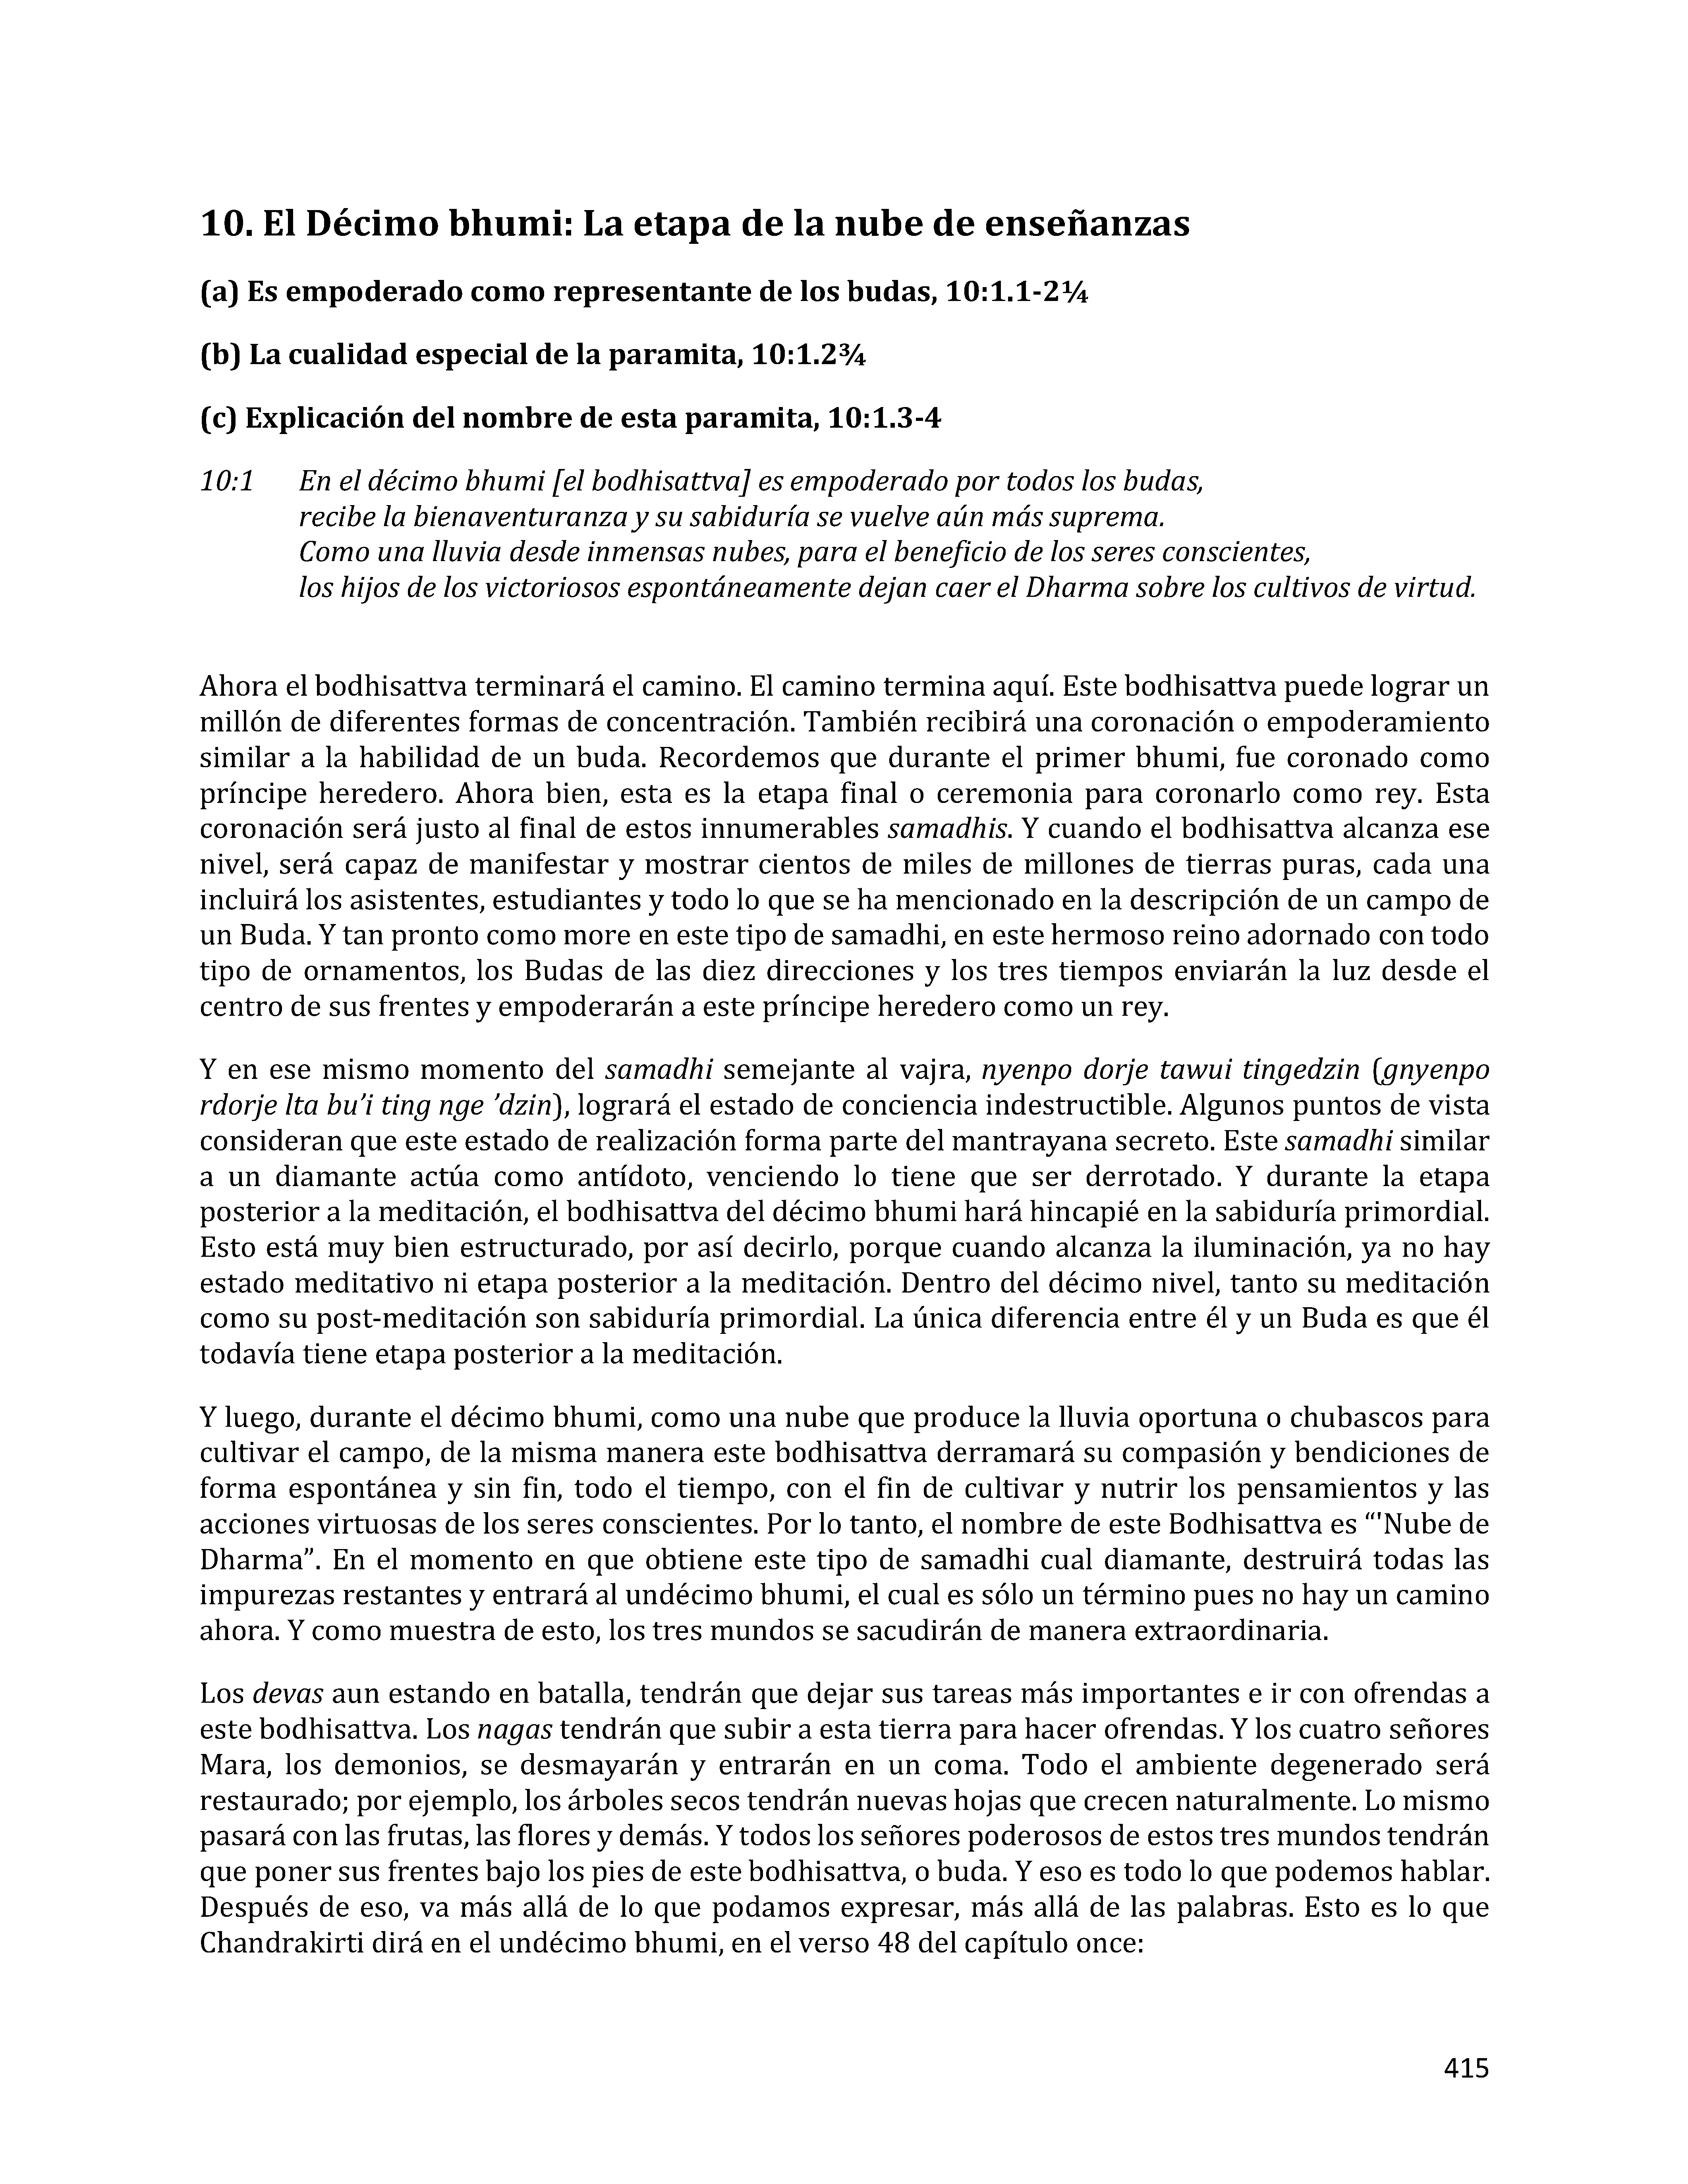 10. El Décimo bhumi: La etapa de la nube de enseñanzas
(a) Es empoderado como representante de los budas, 10:1.1-2¼
(b) La cualidad especial de la paramita, 10:1.2¾
(c) Explicación del nombre de esta paramita, 10:1.3-4
10:1 En el décimo bhumi [el bodhisattva] es empoderado por todos los budas,
recibe la bienaventuranza y su sabiduría se vuelve aún más suprema.
Como una lluvia desde inmensas nubes, para el beneficio de los seres conscientes,
los hijos de los victoriosos espontáneamente dejan caer el Dharma sobre los cultivos de virtud.
Ahora el bodhisattva terminará el camino. El camino termina aquí. Este bodhisattva puede lograr un
millón de diferentes formas de concentración. También recibirá una coronación o empoderamiento
similar a la habilidad de un buda. Recordemos que durante el primer bhumi, fue coronado como
príncipe heredero. Ahora bien, esta es la etapa final o ceremonia para coronarlo como rey. Esta
coronación será justo al final de estos innumerables samadhis. Y cuando el bodhisattva alcanza ese
nivel, será capaz de manifestar y mostrar cientos de miles de millones de tierras puras, cada una
incluirá los asistentes, estudiantes y todo lo que se ha mencionado en la descripción de un campo de
un Buda. Y tan pronto como more en este tipo de samadhi, en este hermoso reino adornado con todo
tipo de ornamentos, los Budas de las diez direcciones y los tres tiempos enviarán la luz desde el
centro de sus frentes y empoderarán a este príncipe heredero como un rey.
Y en ese mismo momento del samadhi semejante al vajra, nyenpo dorje tawui tingedzin (gnyenpo
rdorje lta bu’i ting nge ’dzin), logrará el estado de conciencia indestructible. Algunos puntos de vista
consideran que este estado de realización forma parte del mantrayana secreto. Este samadhi similar
a un diamante actúa como antídoto, venciendo lo tiene que ser derrotado. Y durante la etapa
posterior a la meditación, el bodhisattva del décimo bhumi hará hincapié en la sabiduría primordial.
Esto está muy bien estructurado, por así decirlo, porque cuando alcanza la iluminación, ya no hay
estado meditativo ni etapa posterior a la meditación. Dentro del décimo nivel, tanto su meditación
como su post-meditación son sabiduría primordial. La única diferencia entre él y un Buda es que él
todavía tiene etapa posterior a la meditación.
Y luego, durante el décimo bhumi, como una nube que produce la lluvia oportuna o chubascos para
cultivar el campo, de la misma manera este bodhisattva derramará su compasión y bendiciones de
forma espontánea y sin fin, todo el tiempo, con el fin de cultivar y nutrir los pensamientos y las
acciones virtuosas de los seres conscientes. Por lo tanto, el nombre de este Bodhisattva es “'Nube de
Dharma”. En el momento en que obtiene este tipo de samadhi cual diamante, destruirá todas las
impurezas restantes y entrará al undécimo bhumi, el cual es sólo un término pues no hay un camino
ahora. Y como muestra de esto, los tres mundos se sacudirán de manera extraordinaria.
Los devas aun estando en batalla, tendrán que dejar sus tareas más importantes e ir con ofrendas a
este bodhisattva. Los nagas tendrán que subir a esta tierra para hacer ofrendas. Y los cuatro señores
Mara, los demonios, se desmayarán y entrarán en un coma. Todo el ambiente degenerado será
restaurado; por ejemplo, los árboles secos tendrán nuevas hojas que crecen naturalmente. Lo mismo
pasará con las frutas, las flores y demás. Y todos los señores poderosos de estos tres mundos tendrán
que poner sus frentes bajo los pies de este bodhisattva, o buda. Y eso es todo lo que podemos hablar.
Después de eso, va más allá de lo que podamos expresar, más allá de las palabras. Esto es lo que
Chandrakirti dirá en el undécimo bhumi, en el verso 48 del capítulo once:
415